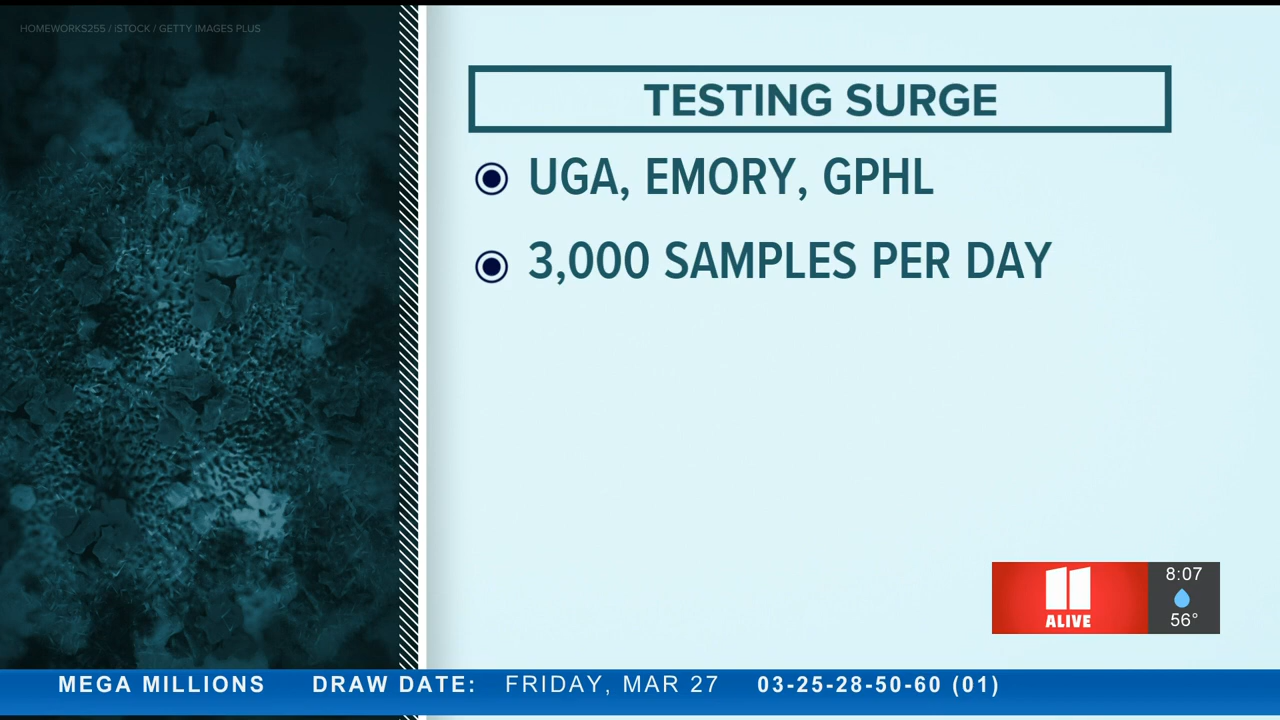 HOMEWORKS255 / iSTOCK / GETTY IMAGES PLUS
TESTING SURGE
UGA, EMORY, GPHL
3,000 SAMPLES PER DAY
11
ALIVE
8:07
56°
MEGA MILLIONS DRAW DATE: FRIDAY, MAR 27 03-25-28-50-60 (01)